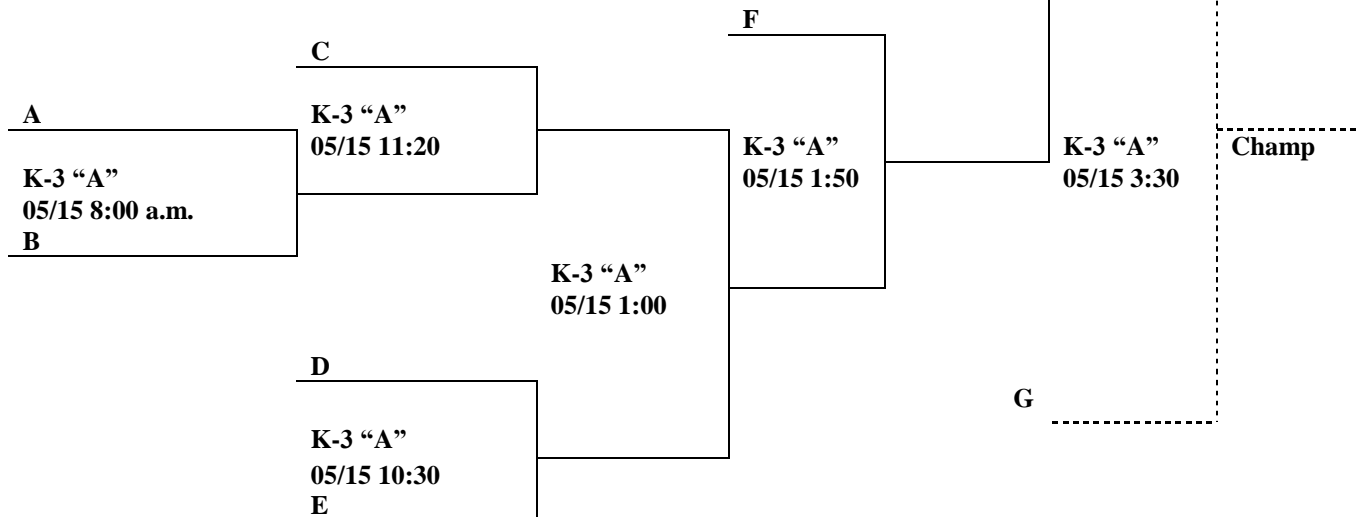 F
C
K-3 “A”
05/15 11:20
A
K-3 “A”
05/15 1:50
K-3 “A”
05/15 3:30
Champ
K-3 “A”
05/15 8:00 a.m.
B
K-3 “A”
05/15 1:00
D
G
K-3 “A”
05/15 10:30
E